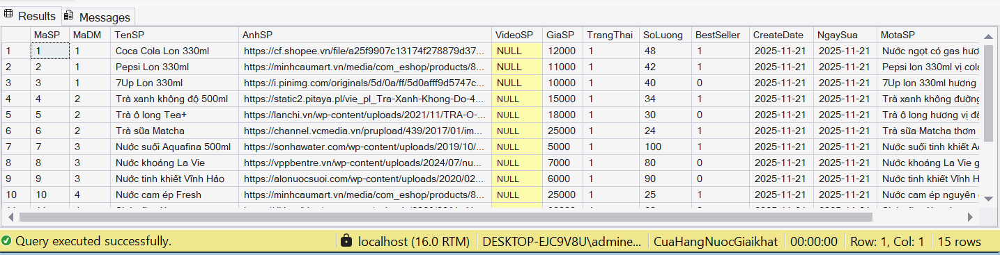 Results Messages
MaSP MaDM TenSP AnhSP VideoSP GiaSP TrangThai SoLuong BestSeller CreateDate NgaySua MotaSP
1 1 1 Coca Cola Lon 330ml https://cf.shopee.vn/file/a25f9907c13174f278879d37... NULL 12000 1 48 1 2025-11-21 2025-11-21 Nước ngọt có gas hươ
2 2 1 Pepsi Lon 330ml https://minhcaumart.vn/media/com_eshop/products/8... NULL 11000 1 42 1 2025-11-21 2025-11-21 Pepsi lon 330ml vị cola
3 3 1 7Up Lon 330ml https://i.pinimg.com/originals/5d/0a/ff/5d0afff9d5747c... NULL 10000 1 40 0 2025-11-21 2025-11-21 7Up lon 330ml hương
4 4 2 Trà xanh không độ 500ml https://static2.pitaya.pl/vie_pl_Tra-Xanh-Khong-Do-4... NULL 15000 1 34 1 2025-11-21 2025-11-21 Trà xanh không đường
5 5 2 Trà ô long Tea+ https://lanchi.vn/wp-content/uploads/2021/11/TRA-O-... NULL 18000 1 30 0 2025-11-21 2025-11-21 Trà ô long hương vị đậ
6 6 2 Trà sữa Matcha https://channel.vcmedia.vn/prupload/439/2017/01/im... NULL 25000 1 24 1 2025-11-21 2025-11-21 Trà sữa Matcha thơm
7 7 3 Nước suối Aquafina 500ml https://sonhawater.com/wp-content/uploads/2019/10/... NULL 5000 1 100 1 2025-11-21 2025-11-21 Nước suối tinh khiết Aq
8 8 3 Nước khoáng La Vie https://vppbentre.vn/wp-content/uploads/2024/07/nu... NULL 7000 1 80 0 2025-11-21 2025-11-21 Nước khoáng La Vie g
9 9 3 Nước tinh khiết Vĩnh Hảo https://alonuocsuoi.com/wp-content/uploads/2020/02... NULL 6000 1 90 0 2025-11-21 2025-11-21 Nước tinh khiết Vĩnh H
10 10 4 Nước cam ép Fresh https://minhcaumart.vn/media/com_eshop/products/8... NULL 25000 1 25 1 2025-11-21 2025-11-21 Nước cam ép nguyên
Query executed successfully. localhost (16.0 RTM) DESKTOP-EJC9V8U\admine... CuaHangNuocGiaikhat 00:00:00 Row: 1, Col: 1 15 rows